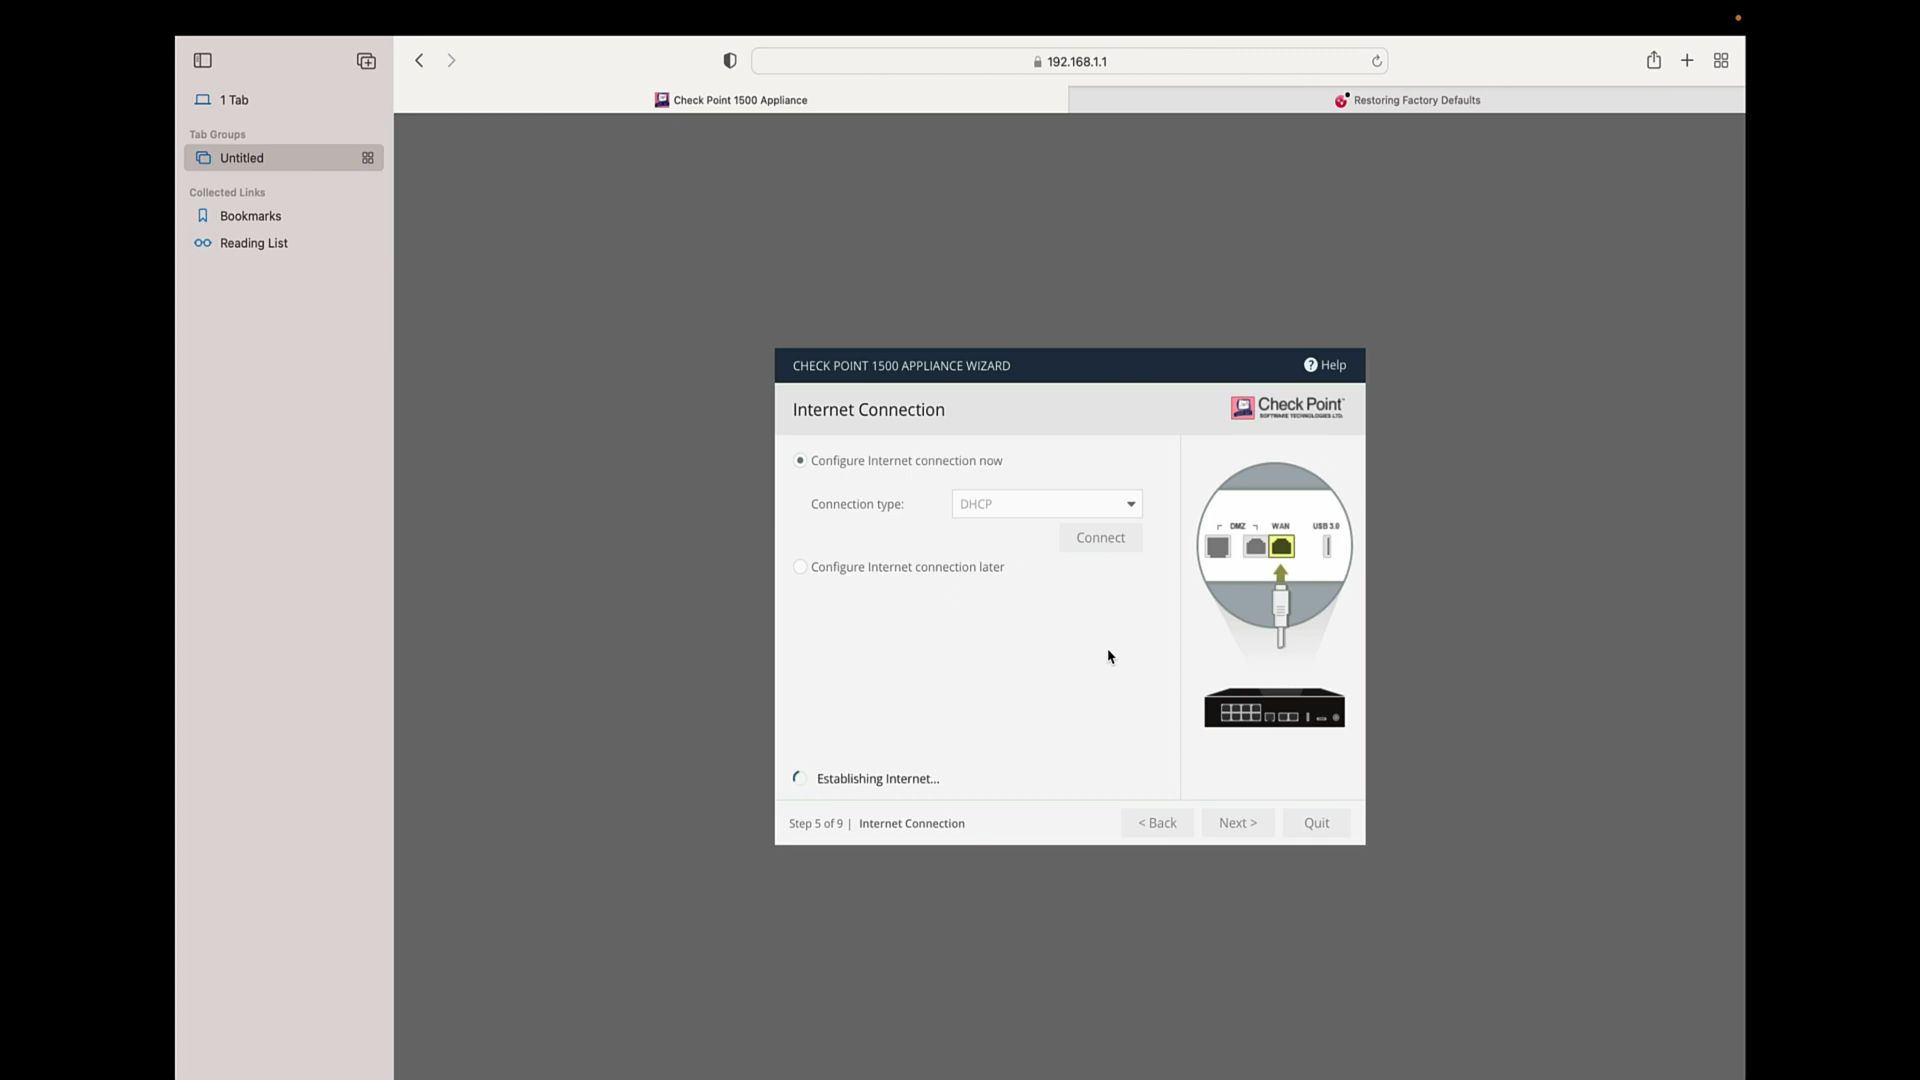 192.168.1.1
1 Tab
Check Point 1500 Appliance
Restoring Factory Defaults
Tab Groups
Untitled
Collected Links
Bookmarks
Reading List
CHECK POINT 1500 APPLIANCE WIZARD
? Help
Internet Connection
Check Point
SOFTWARE TECHNOLOGIES LTD.
Configure Internet connection now
Connection type:
DHCP
Connect
Configure Internet connection later
DMZ WAN USB 3.0
Establishing Internet...
Step 5 of 9 | Internet Connection
< Back
Next >
Quit